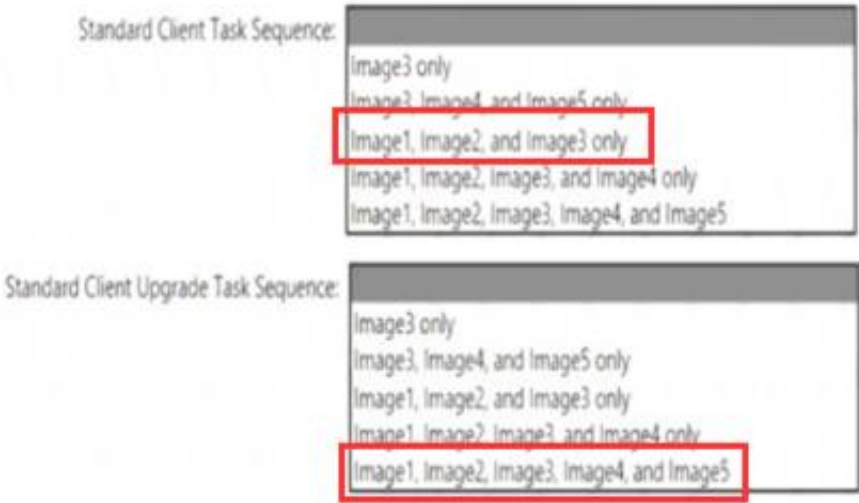 Standard Client Task Sequence:
Image3 only
Image3, Image4, and Image5 only
Image1, Image2, and Image3 only
Image1, Image2, Image3, and Image4 only
Image1, Image2, Image3, Image4, and Image5
Standard Client Upgrade Task Sequence:
Image3 only
Image3, Image4, and Image5 only
Image1, Image2, and Image3 only
Image1, Image2, Image3, and Image4 only
Image1, Image2, Image3, Image4, and Image5